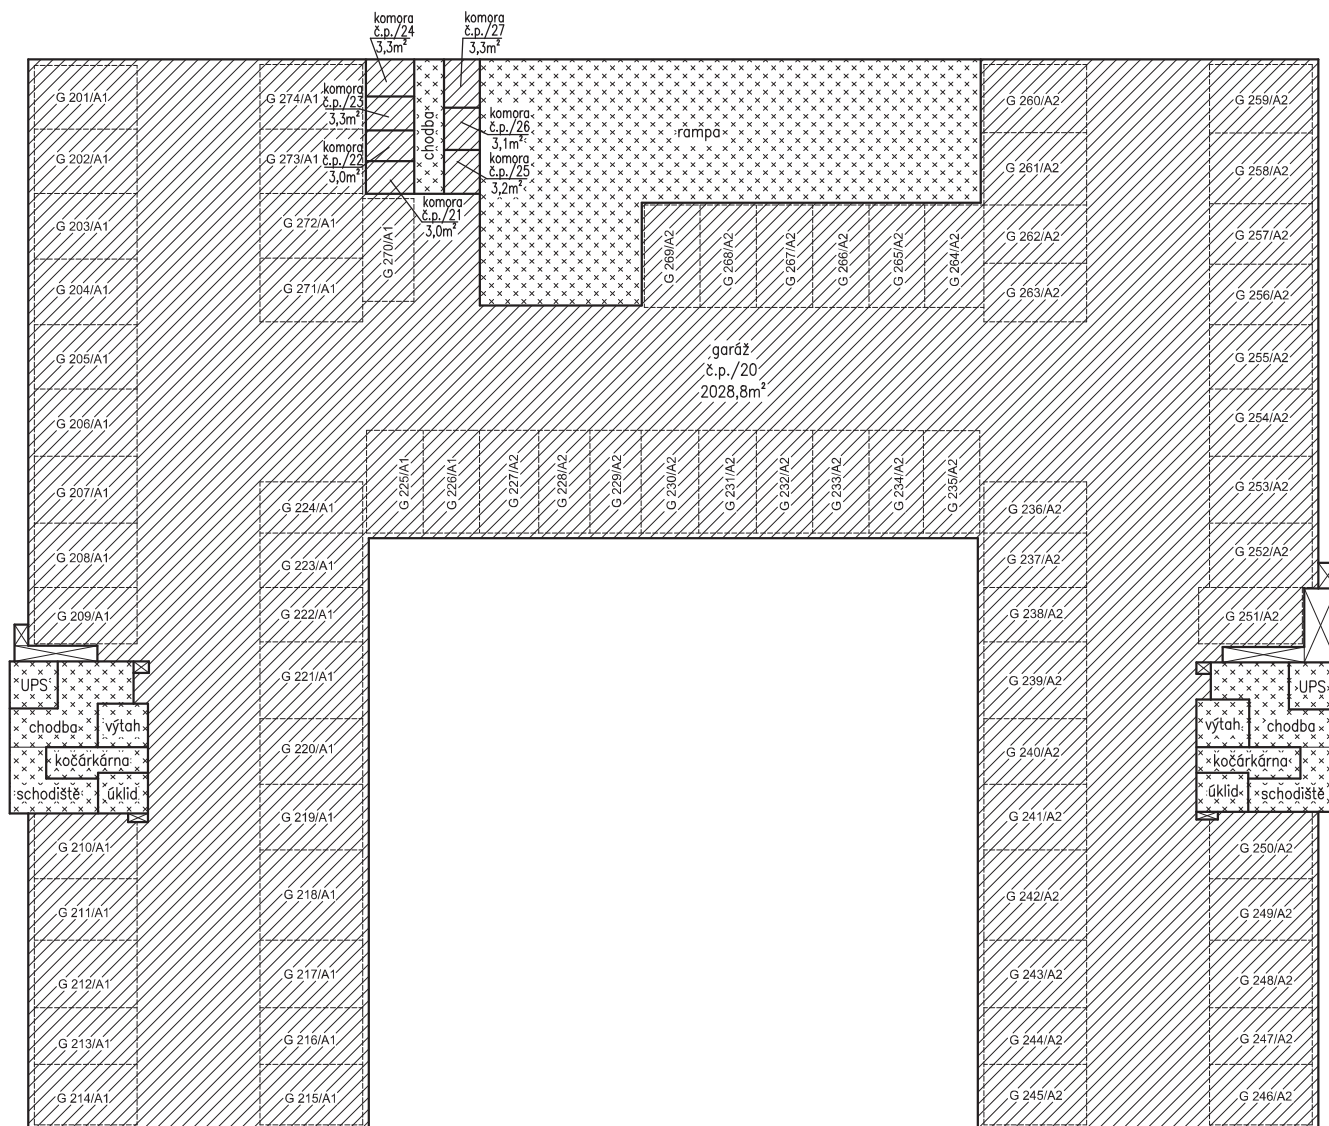 komora
č.p./24
3,3m²
komora
č.p./27
3,3m²
G 201/A1
G 274/A1
komora
č.p./23
3,3m²
chodba
komora
č.p./26
3,1m²
rampa
G 260/A2
G 259/A2
G 202/A1
G 273/A1
komora
č.p./22
3,0m²
komora
č.p./25
3,2m²
G 261/A2
G 258/A2
G 203/A1
G 272/A1
G 270/A1
komora
č.p./21
3,0m²
G 269/A2
G 268/A2
G 267/A2
G 266/A2
G 265/A2
G 264/A2
G 262/A2
G 257/A2
G 204/A1
G 271/A1
G 263/A2
G 256/A2
G 205/A1
garáž
č.p./20
2028,8m²
G 255/A2
G 206/A1
G 254/A2
G 207/A1
G 224/A1
G 225/A1
G 226/A1
G 227/A2
G 228/A2
G 229/A2
G 230/A2
G 231/A2
G 232/A2
G 233/A2
G 234/A2
G 235/A2
G 236/A2
G 253/A2
G 208/A1
G 223/A1
G 237/A2
G 252/A2
G 209/A1
G 222/A1
G 238/A2
G 251/A2
UPS
G 221/A1
G 239/A2
UPS
chodba
výtah
G 220/A1
G 240/A2
výtah
chodba
kočárkárna
kočárkárna
schodiště
úklid
G 219/A1
G 241/A2
úklid
schodiště
G 210/A1
G 250/A2
G 211/A1
G 218/A1
G 242/A2
G 249/A2
G 212/A1
G 217/A1
G 243/A2
G 248/A2
G 213/A1
G 216/A1
G 244/A2
G 247/A2
G 214/A1
G 215/A1
G 245/A2
G 246/A2